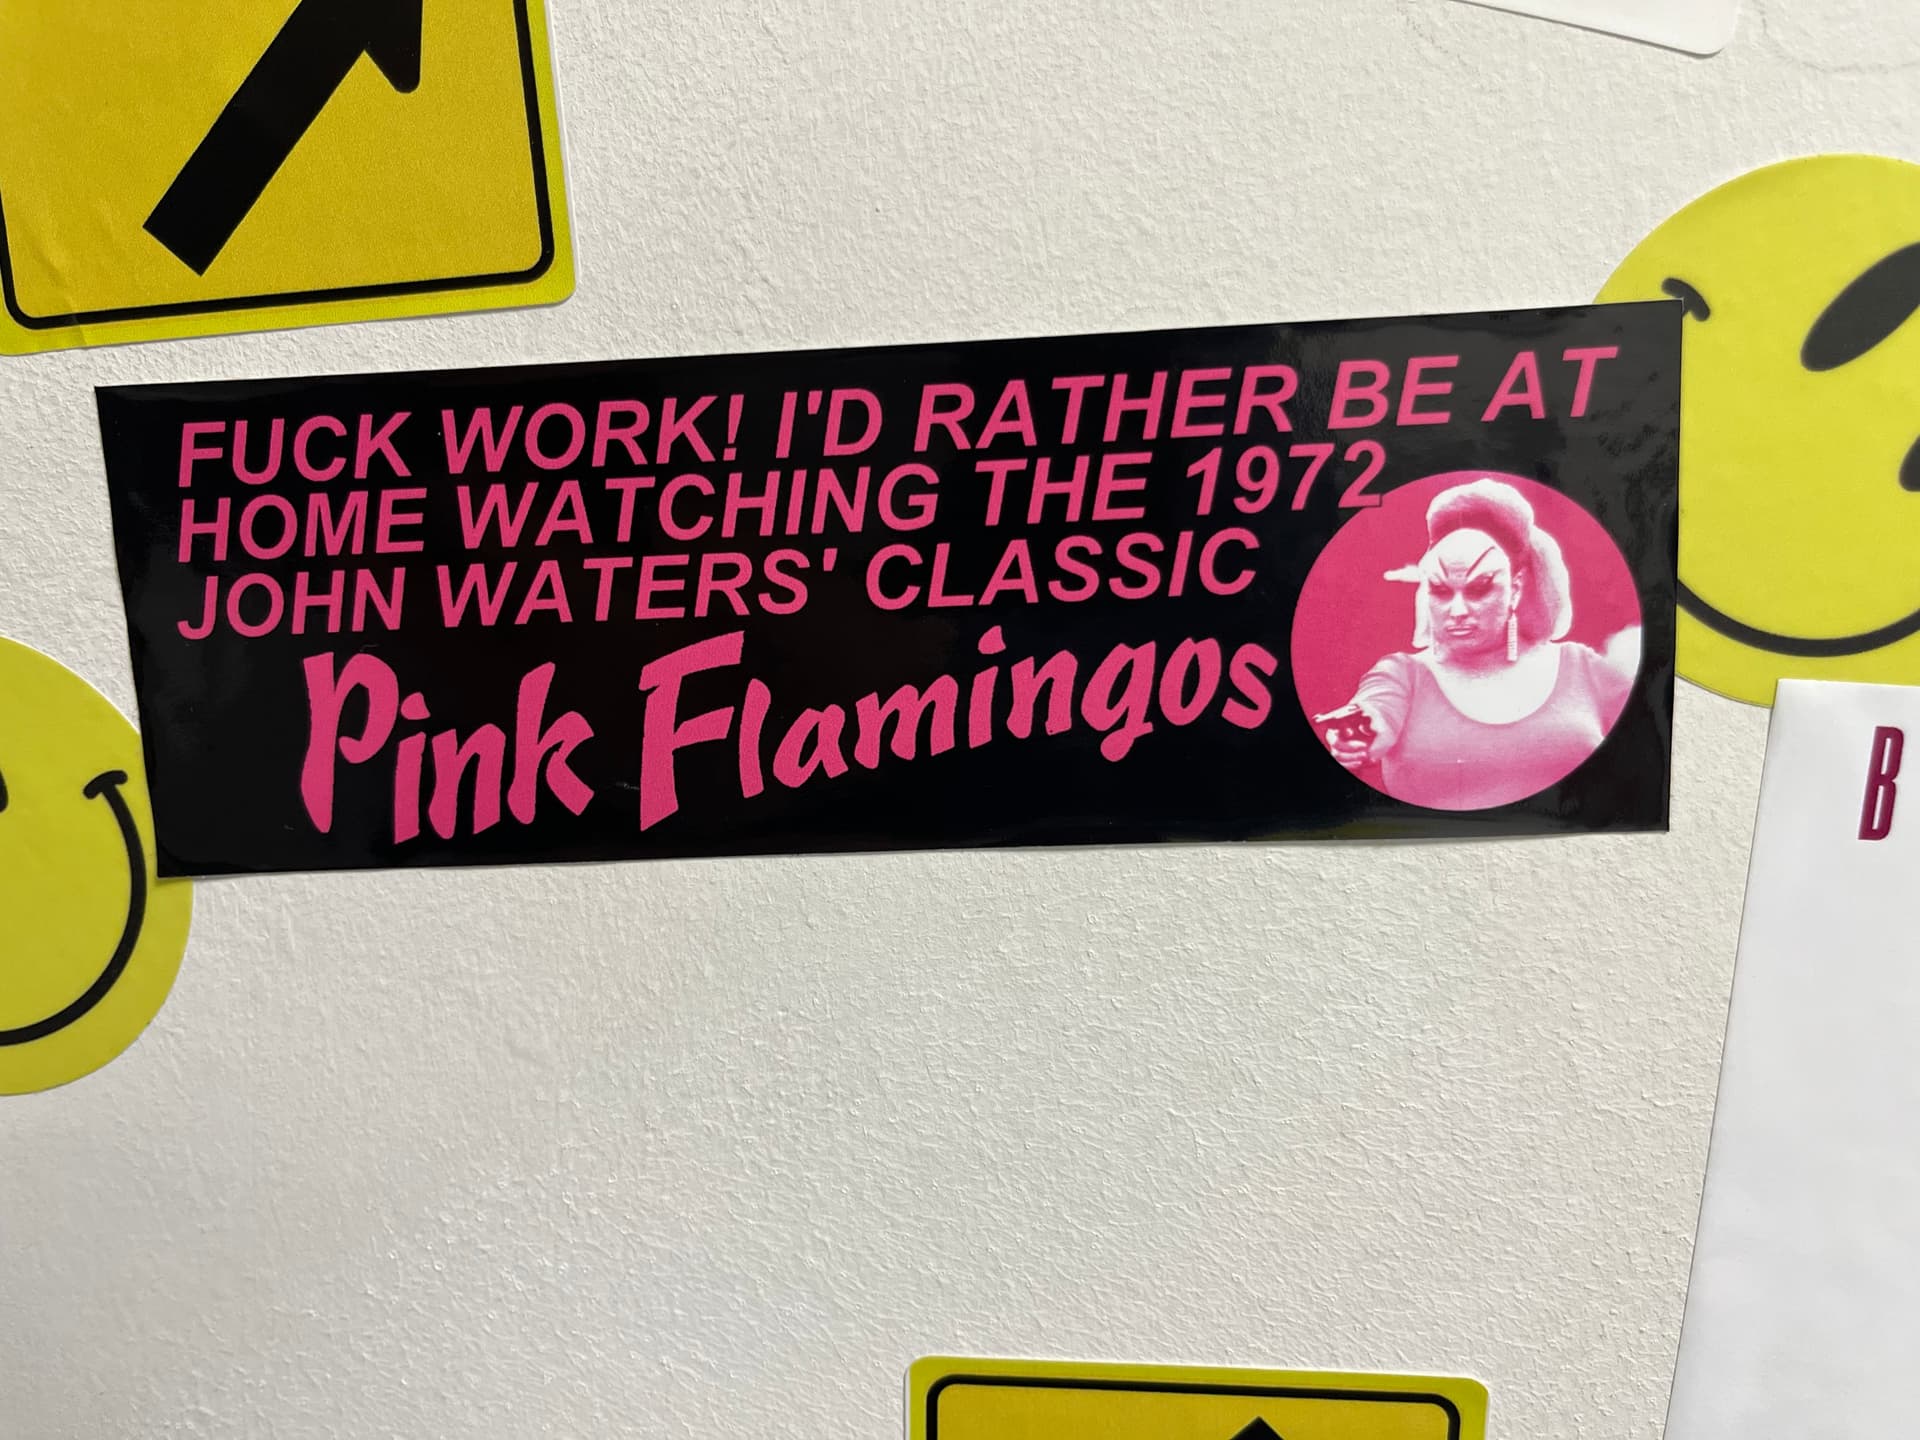 FUCK WORK! I'D RATHER BE AT
HOME WATCHING THE 1972
JOHN WATERS' CLASSIC
Pink Flamingos
B